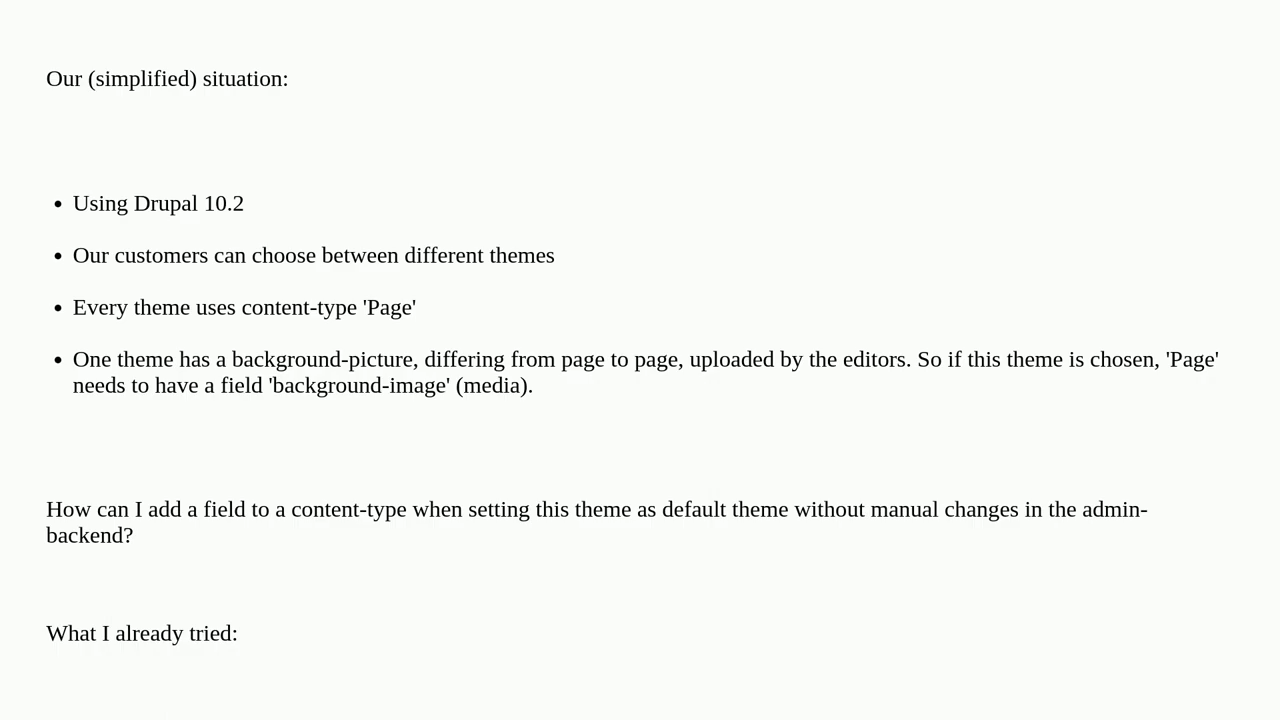 Our (simplified) situation:
• Using Drupal 10.2
• Our customers can choose between different themes
• Every theme uses content-type 'Page'
• One theme has a background-picture, differing from page to page, uploaded by the editors. So if this theme is chosen, 'Page'
needs to have a field 'background-image' (media).
How can I add a field to a content-type when setting this theme as default theme without manual changes in the admin-
backend?
What I already tried: